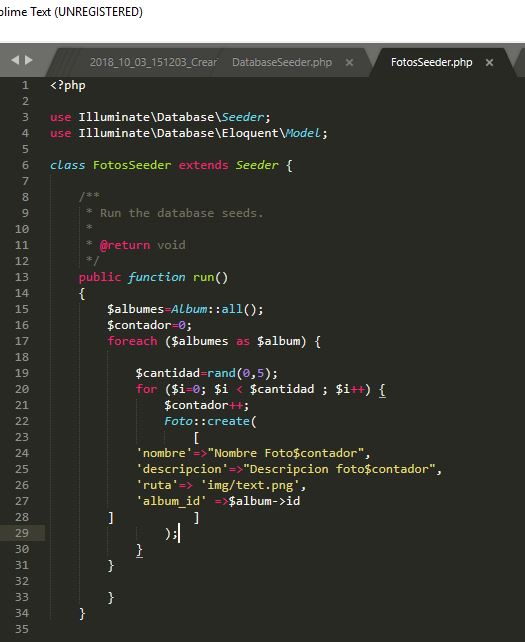 blime Text (UNREGISTERED)
2018_10_03_151203_Crear DatabaseSeeder.php × FotosSeeder.php ×
1 <?php
2
3 use Illuminate\Database\Seeder;
4 use Illuminate\Database\Eloquent\Model;
5
6 class FotosSeeder extends Seeder {
7
8 /**
9 * Run the database seeds.
10 *
11 * @return void
12 */
13 public function run()
14 {
15 $albumes=Album::all();
16 $contador=0;
17 foreach ($albumes as $album) {
18
19 $cantidad=rand(0,5);
20 for ($i=0; $i < $cantidad ; $i++) {
21 $contador++;
22 Foto::create(
23 [
24 'nombre'=>"Nombre Foto$contador",
25 'descripcion'=>"Descripcion foto$contador",
26 'ruta'=> 'img/text.png',
27 'album_id' =>$album->id
28 ] ]
29 );
30 }
31 }
32
33 }
34 }
35